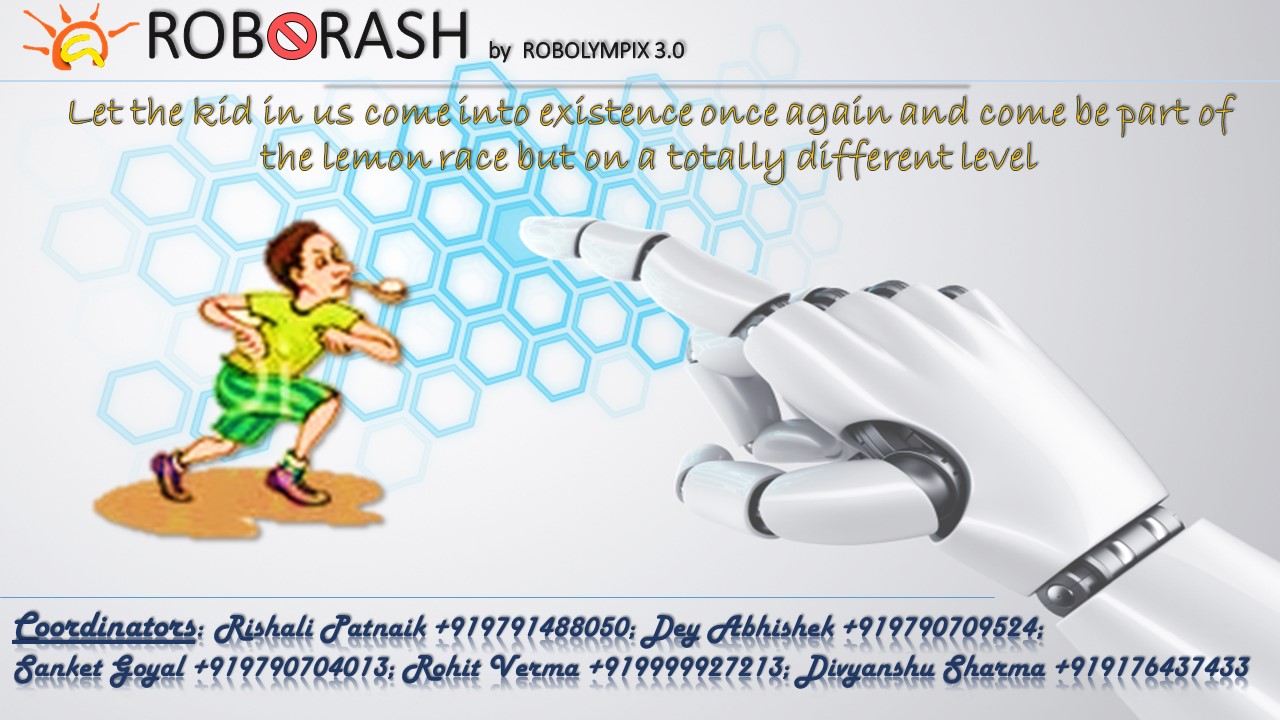 ROBORASH by ROBOLYMPIX 3.0
Let the kid in us come into existence once again and come be part of
the lemon race but on a totally different level
Coordinators: Rishali Patnaik +919791488050; Dey Abhishek +919790709524;
Sanket Goyal +919790704013; Rohit Verma +919999927213; Divyanshu Sharma +919176437433